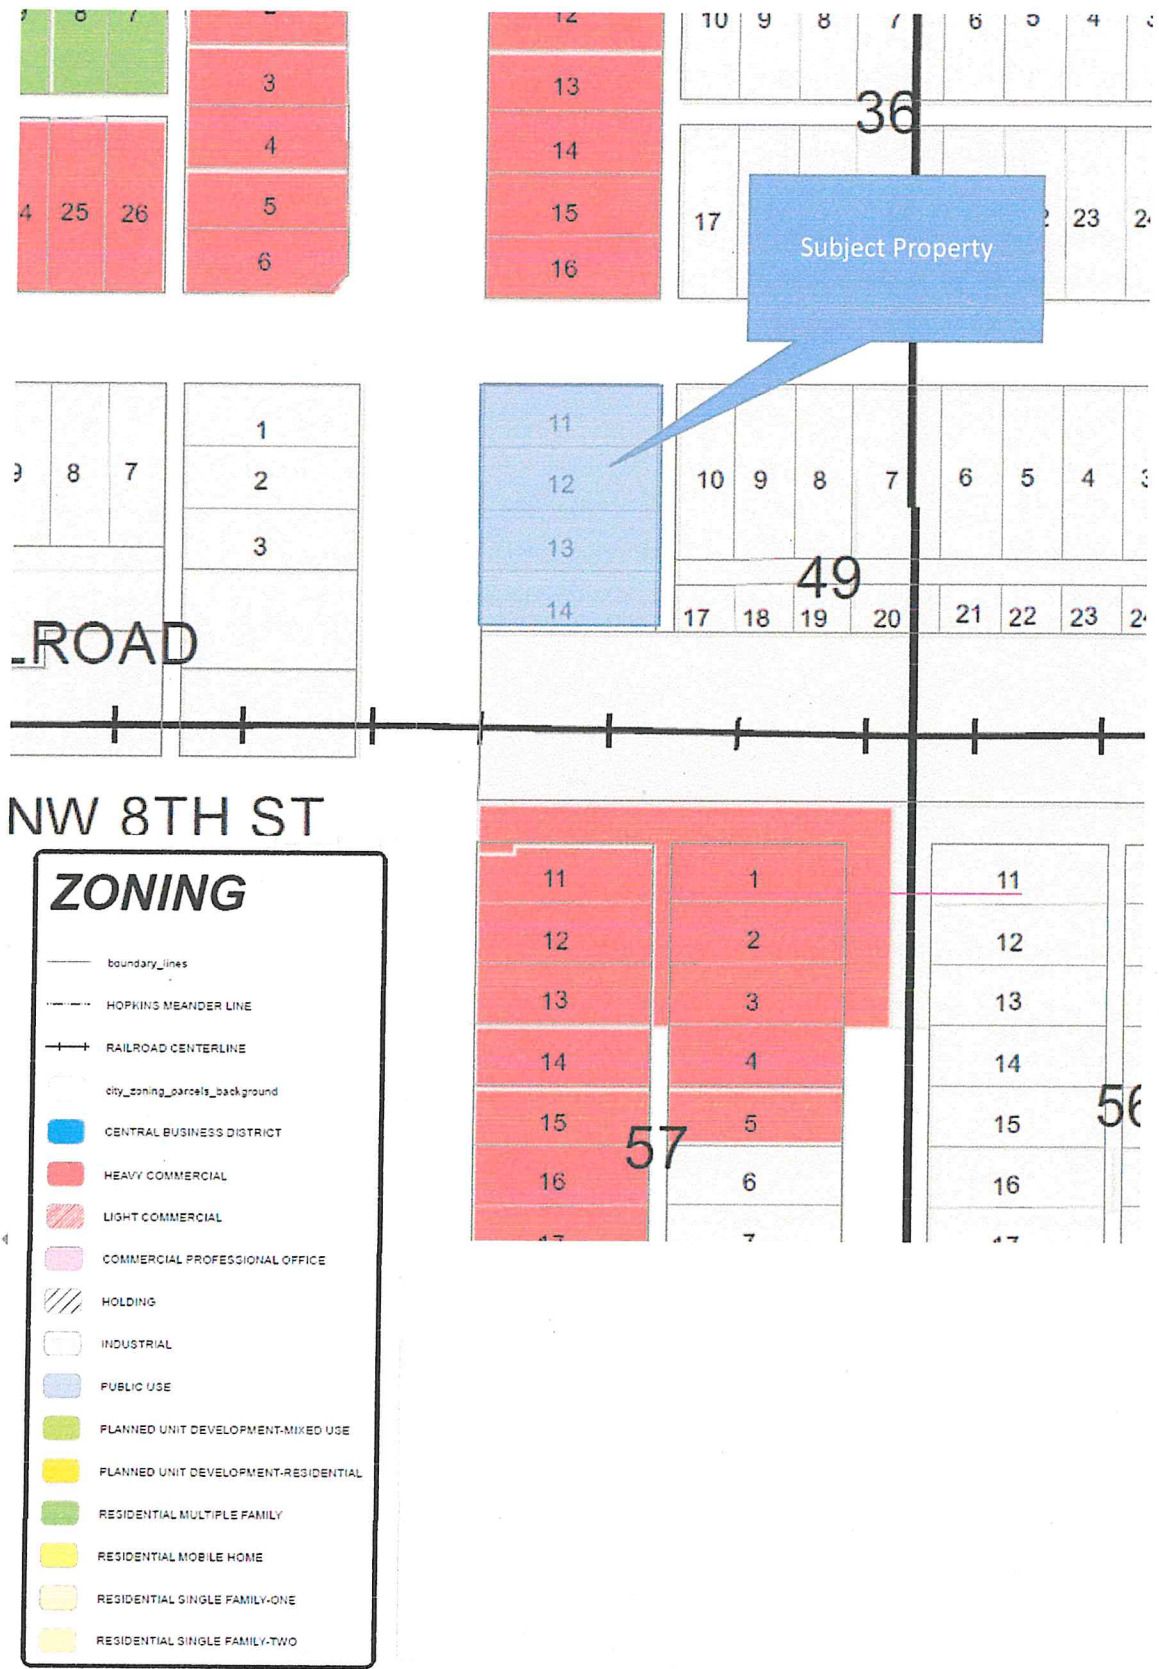 8 7
3
4
5
6
25 26
12
13
14
15
16
10 9 8 7 6 5 4
36
17 23
Subject Property
9 8 7
1
2
3
11
12
13
14
10 9 8 7 6 5 4
49
17 18 19 20 21 22 23
ROAD
NW 8TH ST
11
12
13
14
15
16
17
1
2
3
4
5
6
7
57
11
12
13
14
15
16
17
56
ZONING
boundary_lines
HOPKINS MEANDER LINE
RAILROAD CENTERLINE
city_zoning_parcels_background
CENTRAL BUSINESS DISTRICT
HEAVY COMMERCIAL
LIGHT COMMERCIAL
COMMERCIAL PROFESSIONAL OFFICE
HOLDING
INDUSTRIAL
PUBLIC USE
PLANNED UNIT DEVELOPMENT-MIXED USE
PLANNED UNIT DEVELOPMENT-RESIDENTIAL
RESIDENTIAL MULTIPLE FAMILY
RESIDENTIAL MOBILE HOME
RESIDENTIAL SINGLE FAMILY-ONE
RESIDENTIAL SINGLE FAMILY-TWO